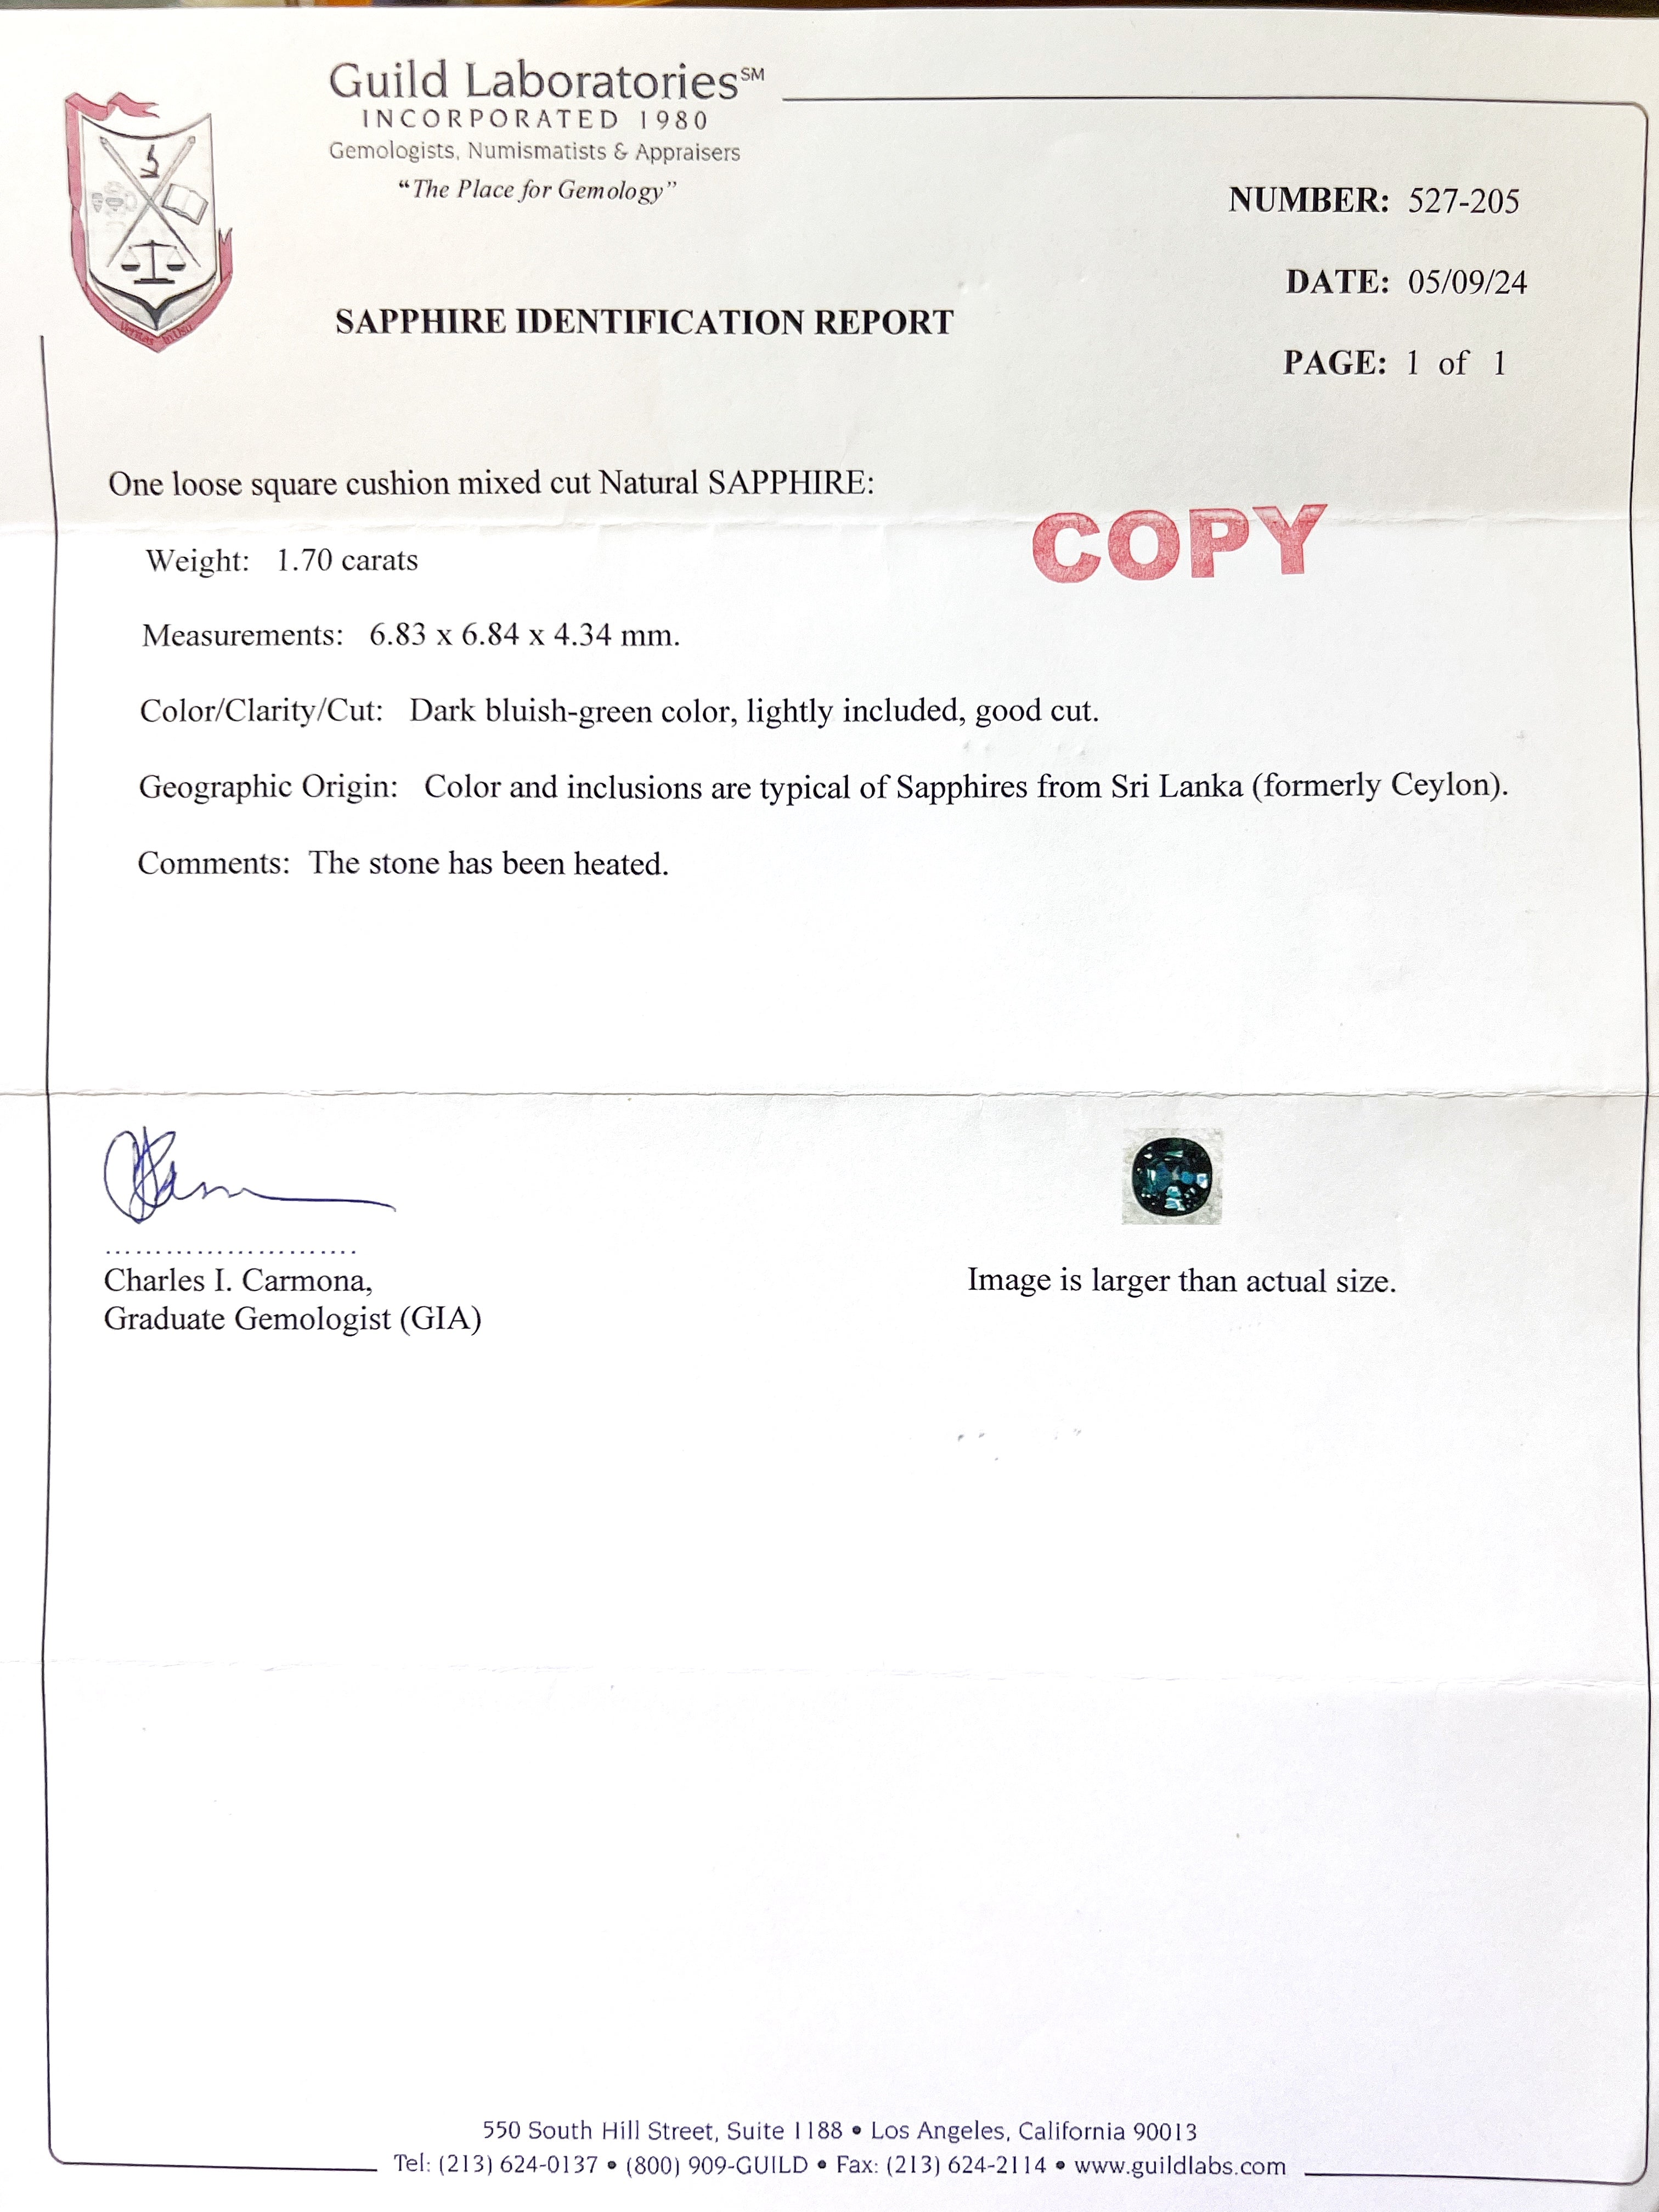 Guild Laboratories℠
INCORPORATED 1980
Gemologists, Numismatists & Appraisers
"The Place for Gemology"
Veritas In Usu
NUMBER: 527-205
DATE: 05/09/24
PAGE: 1 of 1
SAPPHIRE IDENTIFICATION REPORT
One loose square cushion mixed cut Natural SAPPHIRE:
COPY
Weight: 1.70 carats
Measurements: 6.83 x 6.84 x 4.34 mm.
Color/Clarity/Cut: Dark bluish-green color, lightly included, good cut.
Geographic Origin: Color and inclusions are typical of Sapphires from Sri Lanka (formerly Ceylon).
Comments: The stone has been heated.
.........................
Charles I. Carmona,
Graduate Gemologist (GIA)
Image is larger than actual size.
550 South Hill Street, Suite 1188 • Los Angeles, California 90013
Tel: (213) 624-0137 • (800) 909-GUILD • Fax: (213) 624-2114 • www.guildlabs.com